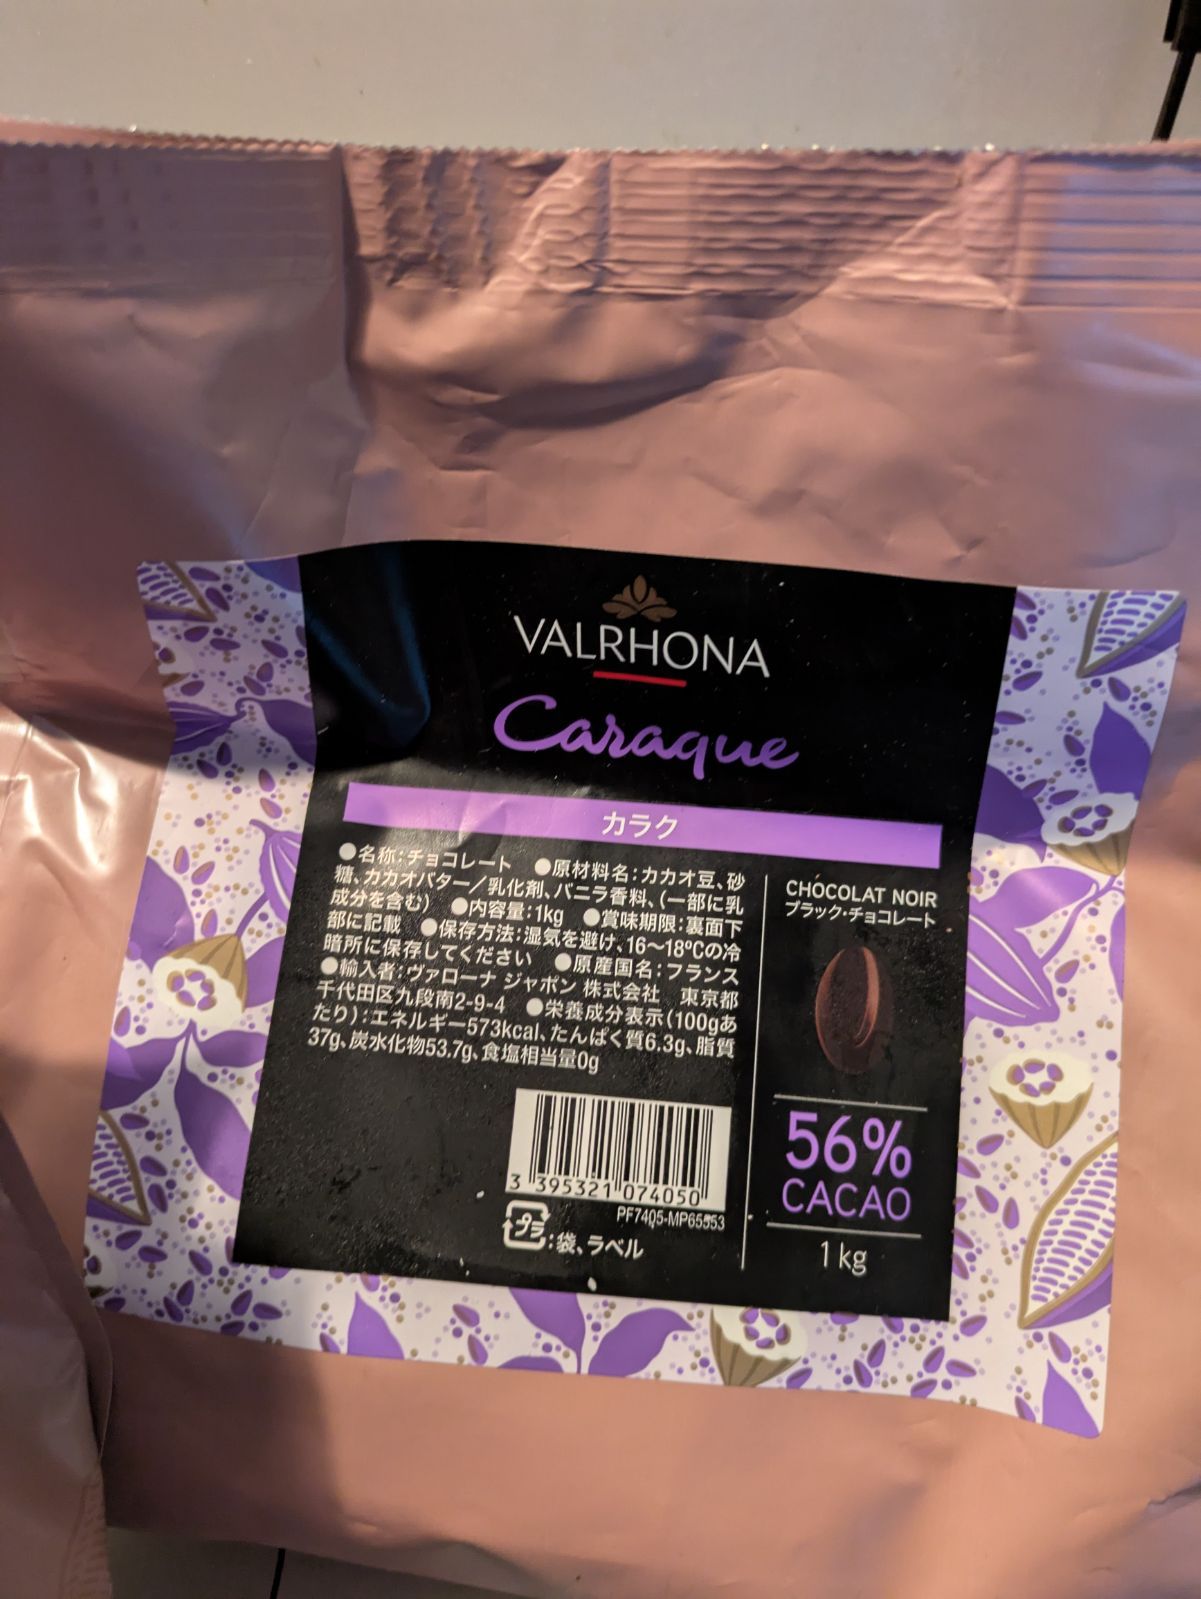 VALRHONA
Caraque
カラク
●名称:チョコレート ●原材料名:カカオ豆、砂
糖、カカオバター/乳化剤、バニラ香料、(一部に乳
成分を含む) ●内容量:1kg ●賞味期限:裏面下
部に記載 ●保存方法:湿気を避け、16〜18℃の冷
暗所に保存してください ●原産国名:フランス
●輸入者:ヴァローナ ジャポン 株式会社 東京都
千代田区九段南2-9-4 ●栄養成分表示(100gあ
たり):エネルギー573kcal、たんぱく質6.3g、脂質
37g、炭水化物53.7g、食塩相当量0g
CHOCOLAT NOIR
ブラック・チョコレート
56%
CACAO
1 kg
3 395321 074050
PF7405-MP65553
プラ:袋、ラベル